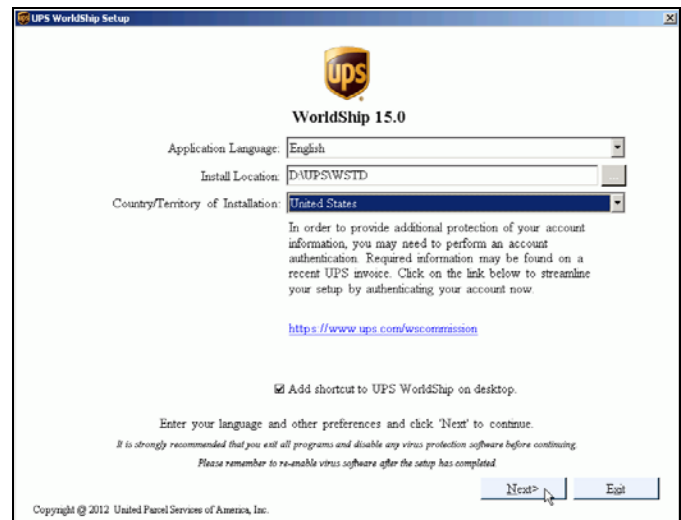 UPS WorldShip Setup
ups
WorldShip 15.0
Application Language: English
Install Location: D:\UPS\WSTD ...
Country/Territory of Installation: United States
In order to provide additional protection of your account
information, you may need to perform an account
authentication. Required information may be found on a
recent UPS invoice. Click on the link below to streamline
your setup by authenticating your account now.
https://www.ups.com/wscommission
Add shortcut to UPS WorldShip on desktop.
Enter your language and other preferences and click 'Next' to continue.
It is strongly recommended that you exit all programs and disable any virus protection software before continuing.
Please remember to re-enable virus software after the setup has completed.
Next> Exit
Copyright @ 2012 United Parcel Services of America, Inc.